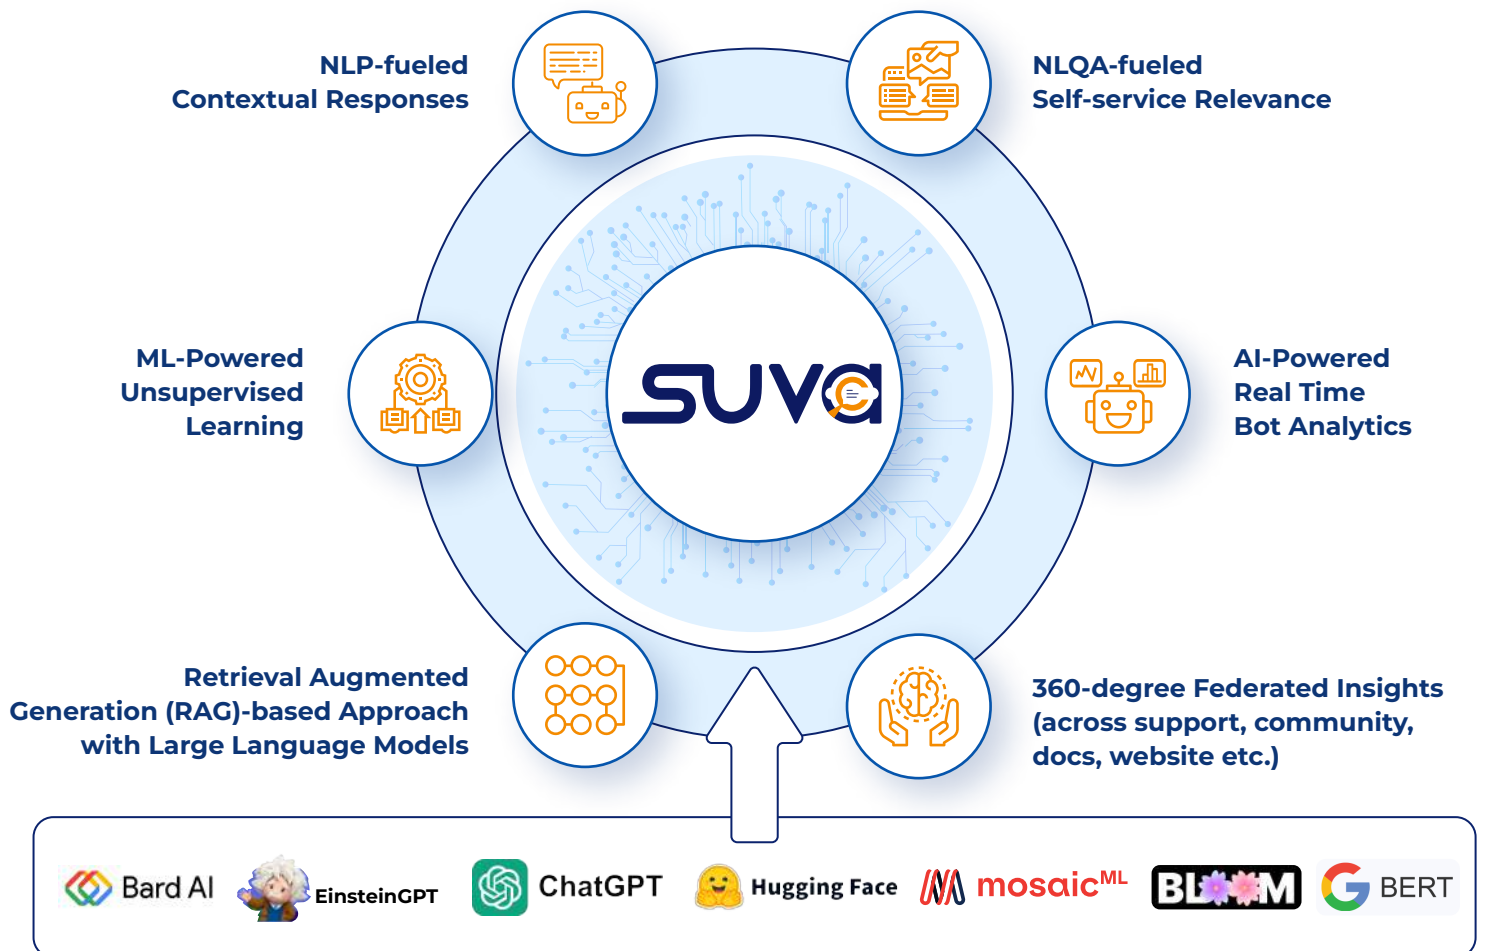 NLP-fueled
Contextual Responses
NLQA-fueled
Self-service Relevance
ML-Powered
Unsupervised
Learning
suva
AI-Powered
Real Time
Bot Analytics
Retrieval Augmented
Generation (RAG)-based Approach
with Large Language Models
360-degree Federated Insights
(across support, community,
docs, website etc.)
Bard AI
EinsteinGPT
ChatGPT
Hugging Face
mosaicML
BLOOM
BERT